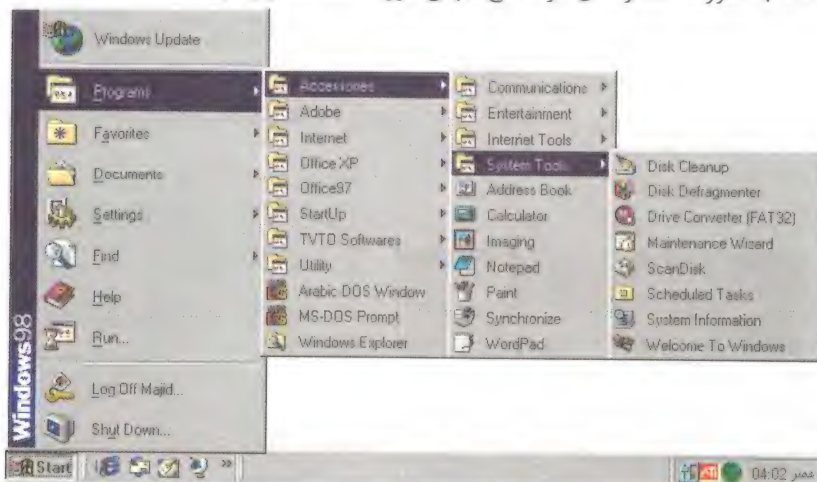 Windows Update
Programs
Favorites
Documents
Settings
Find
Help
Run...
Log Off Majid...
Shut Down...
Windows98
Accessories
Adobe
Internet
Office XP
Office97
StartUp
TVTO Softwares
Utility
Arabic DOS Window
MS-DOS Prompt
Windows Explorer
Communications
Entertainment
Internet Tools
System Tools
Address Book
Calculator
Imaging
Notepad
Paint
Synchronize
WordPad
Disk Cleanup
Disk Defragmenter
Drive Converter (FAT32)
Maintenance Wizard
ScanDisk
Scheduled Tasks
System Information
Welcome To Windows
Start
»
ATI
04:02 عصر